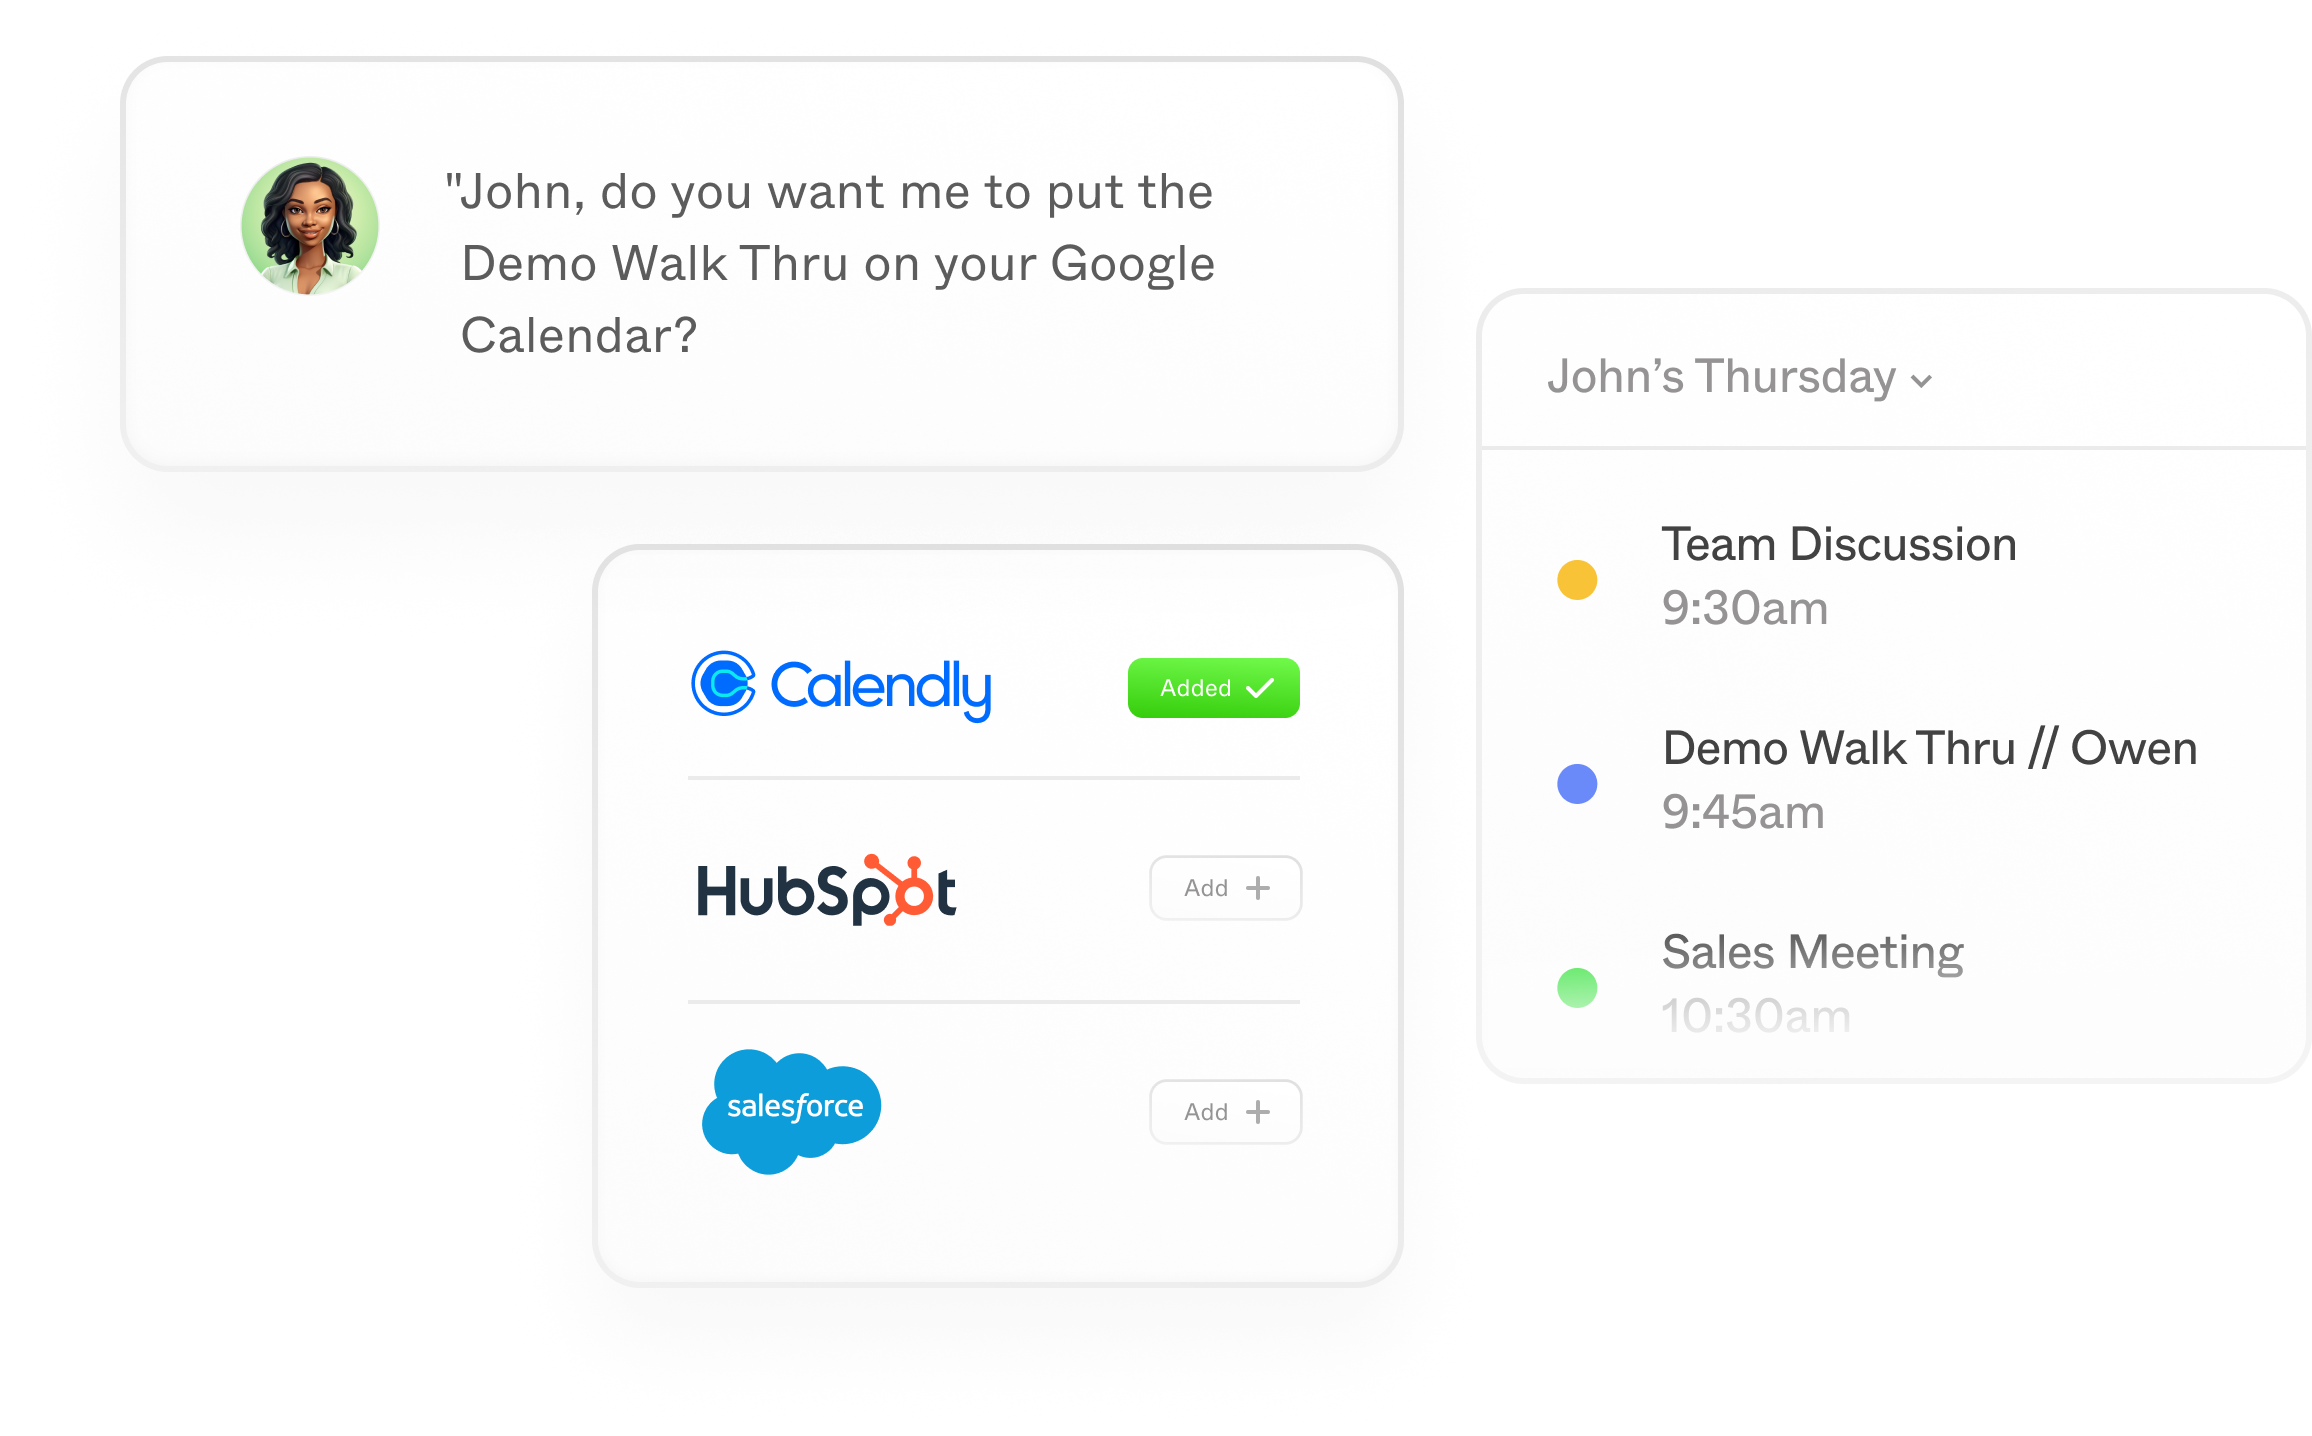 "John, do you want me to put the
Demo Walk Thru on your Google
Calendar?
Calendly
Added
HubSpot
Add
salesforce
Add
John’s Thursday
Team Discussion
9:30am
Demo Walk Thru // Owen
9:45am
Sales Meeting
10:30am